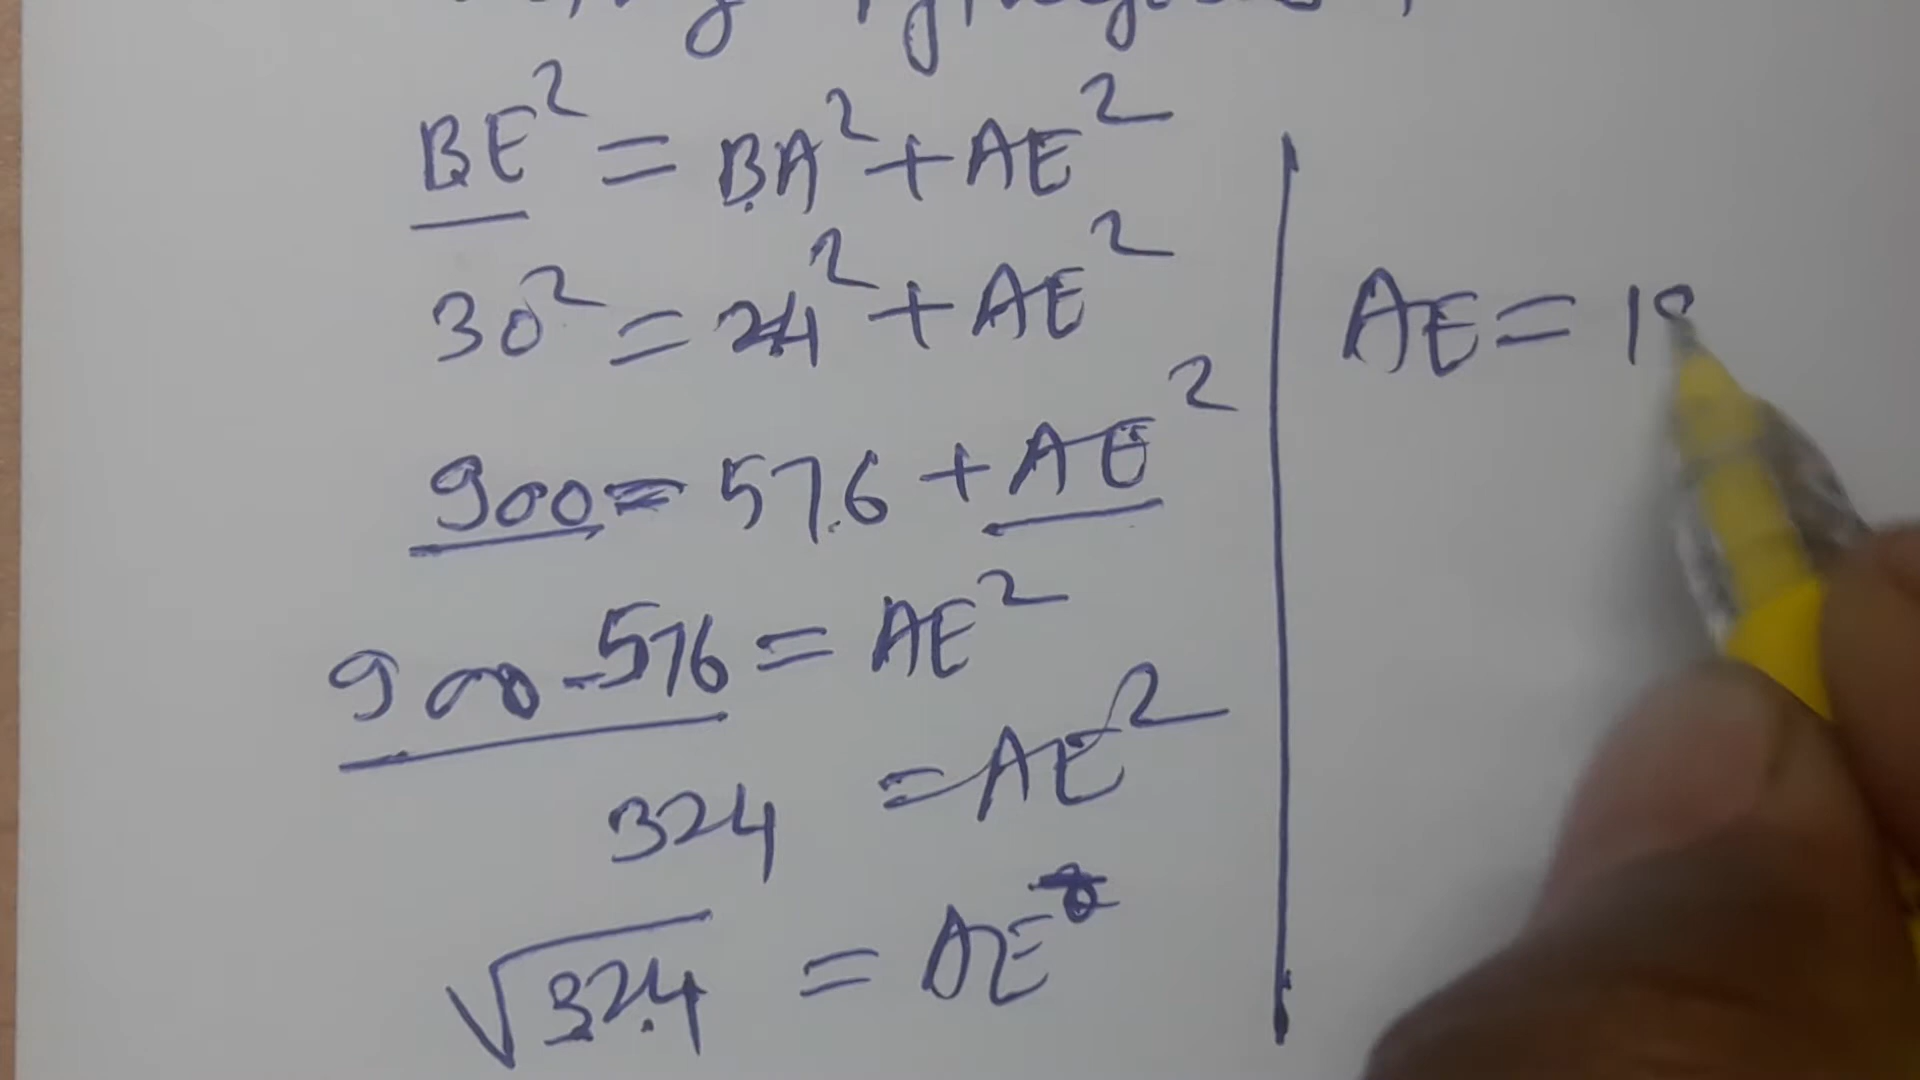 BE² = BA² + AE²
30² = 24² + AE²
900 = 576 + AE²
900 - 576 = AE²
324 = AE²
√324 = AE
AE = 18